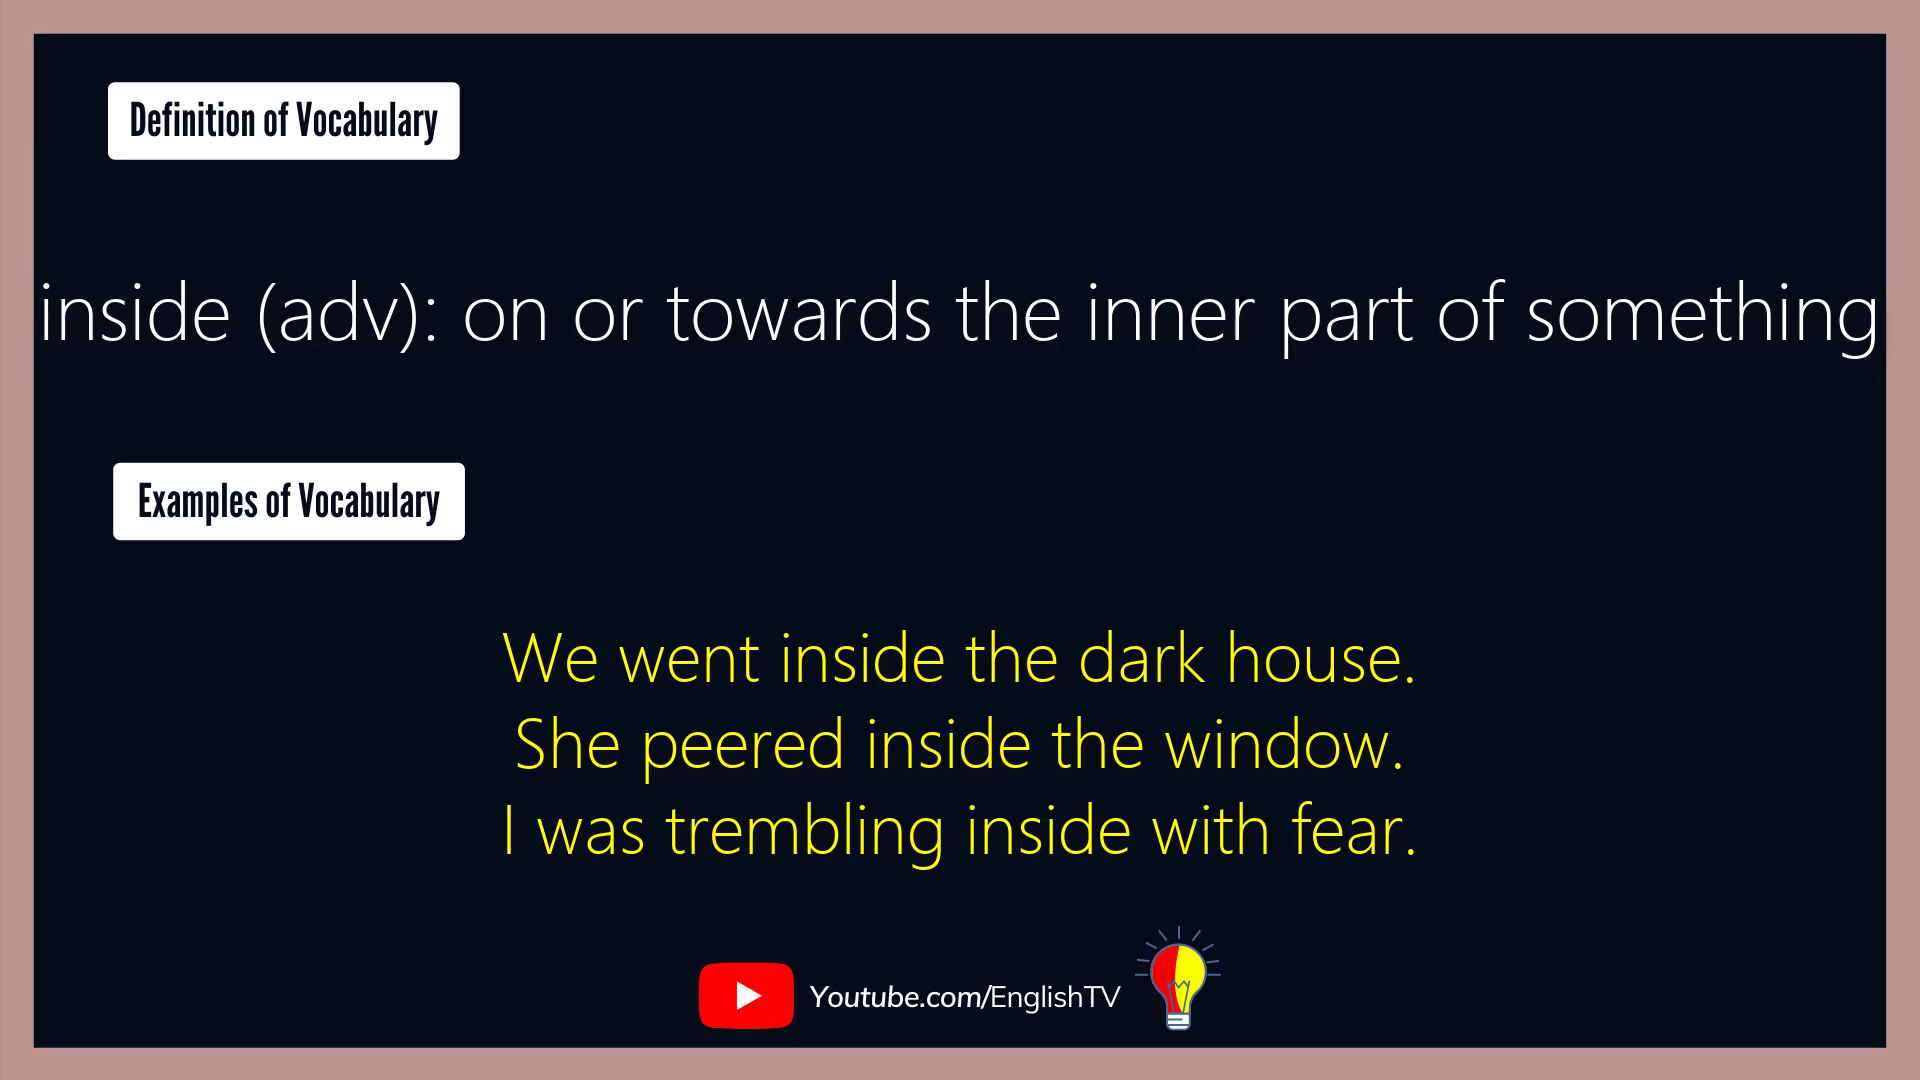 Definition of Vocabulary
inside (adv): on or towards the inner part of something
Examples of Vocabulary
We went inside the dark house.
She peered inside the window.
I was trembling inside with fear.
Youtube.com/EnglishTV